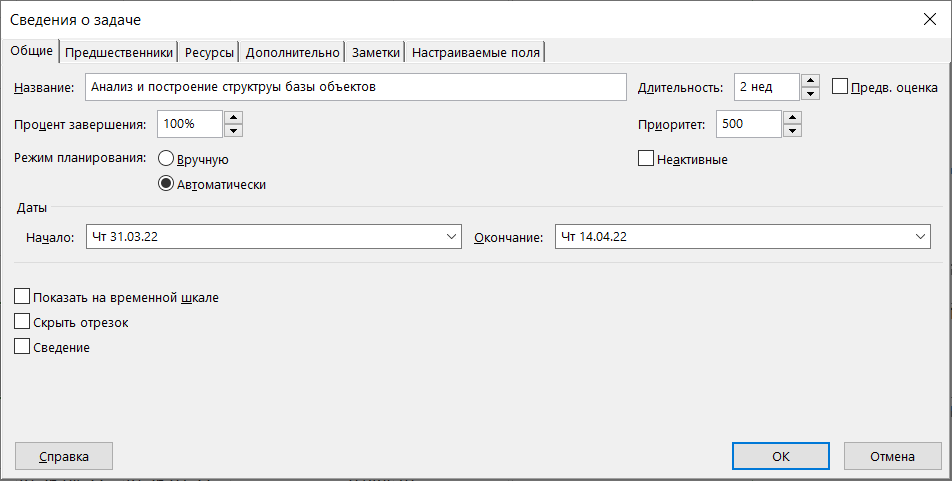 Сведения о задаче
Общие Предшественники Ресурсы Дополнительно Заметки Настраиваемые поля
Название: Анализ и построение структруы базы объектов Длительность: 2 нед Предв. оценка
Процент завершения: 100% Приоритет: 500
Режим планирования: Вручную Неактивные
Автоматически
Даты
Начало: Чт 31.03.22 Окончание: Чт 14.04.22
Показать на временной шкале
Скрыть отрезок
Сведение
Справка ОК Отмена